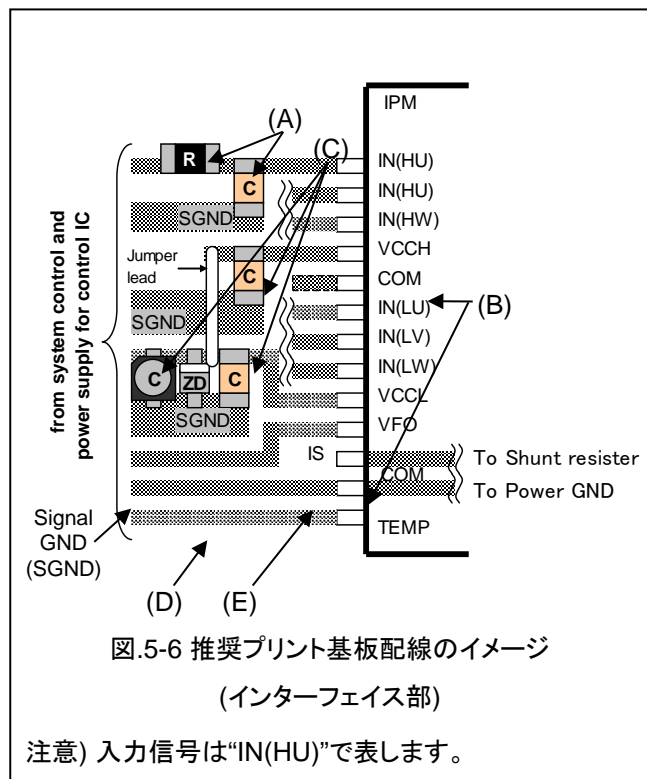 IPM
(A)
(C)
R
IN(HU)
C
IN(HU)
SGND
IN(HW)
VCCH
Jumper
lead
C
COM
IN(LU)
(B)
SGND
IN(LV)
IN(LW)
C
ZD
C
VCCL
SGND
VFO
IS
To Shunt resister
COM
To Power GND
TEMP
from system control and
power supply for control IC
Signal
GND
(SGND)
(D)
(E)
図.5-6 推奨プリント基板配線のイメージ
(インターフェイス部)
注意) 入力信号は“IN(HU)”で表します。